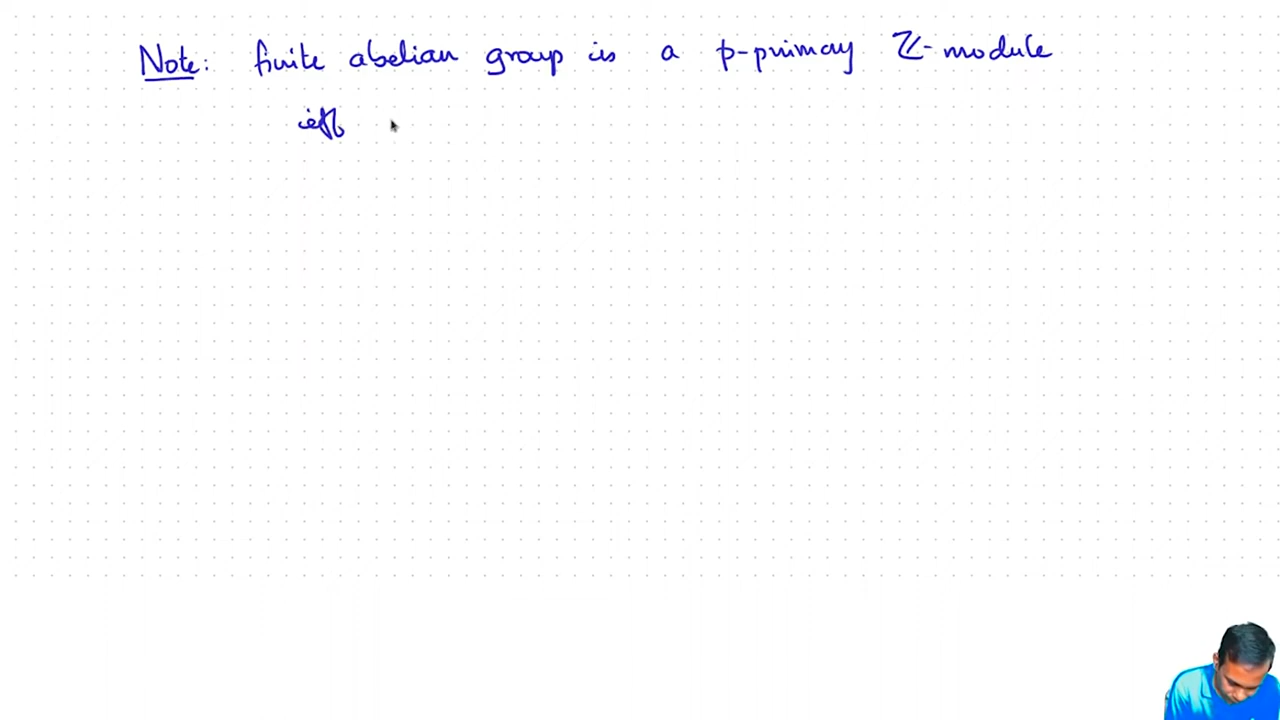 Note: finite abelian group is a p-primary ℤ-module
iff